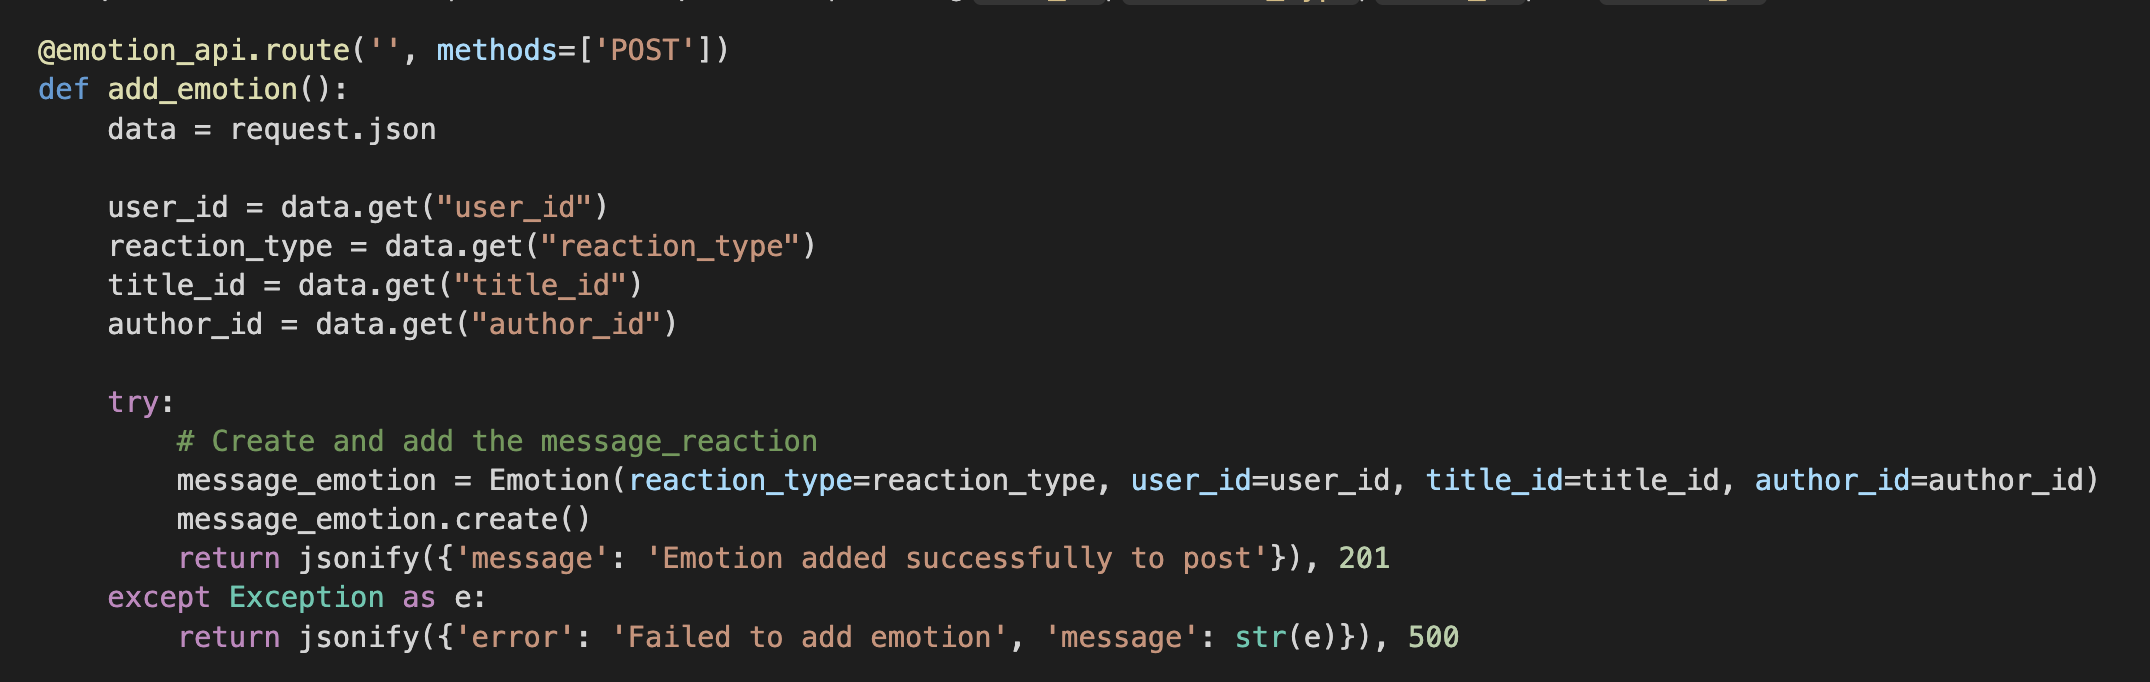 @emotion_api.route('', methods=['POST'])
def add_emotion():
    data = request.json

    user_id = data.get("user_id")
    reaction_type = data.get("reaction_type")
    title_id = data.get("title_id")
    author_id = data.get("author_id")

    try:
        # Create and add the message_reaction
        message_emotion = Emotion(reaction_type=reaction_type, user_id=user_id, title_id=title_id, author_id=author_id)
        message_emotion.create()
        return jsonify({'message': 'Emotion added successfully to post'}), 201
    except Exception as e:
        return jsonify({'error': 'Failed to add emotion', 'message': str(e)}), 500